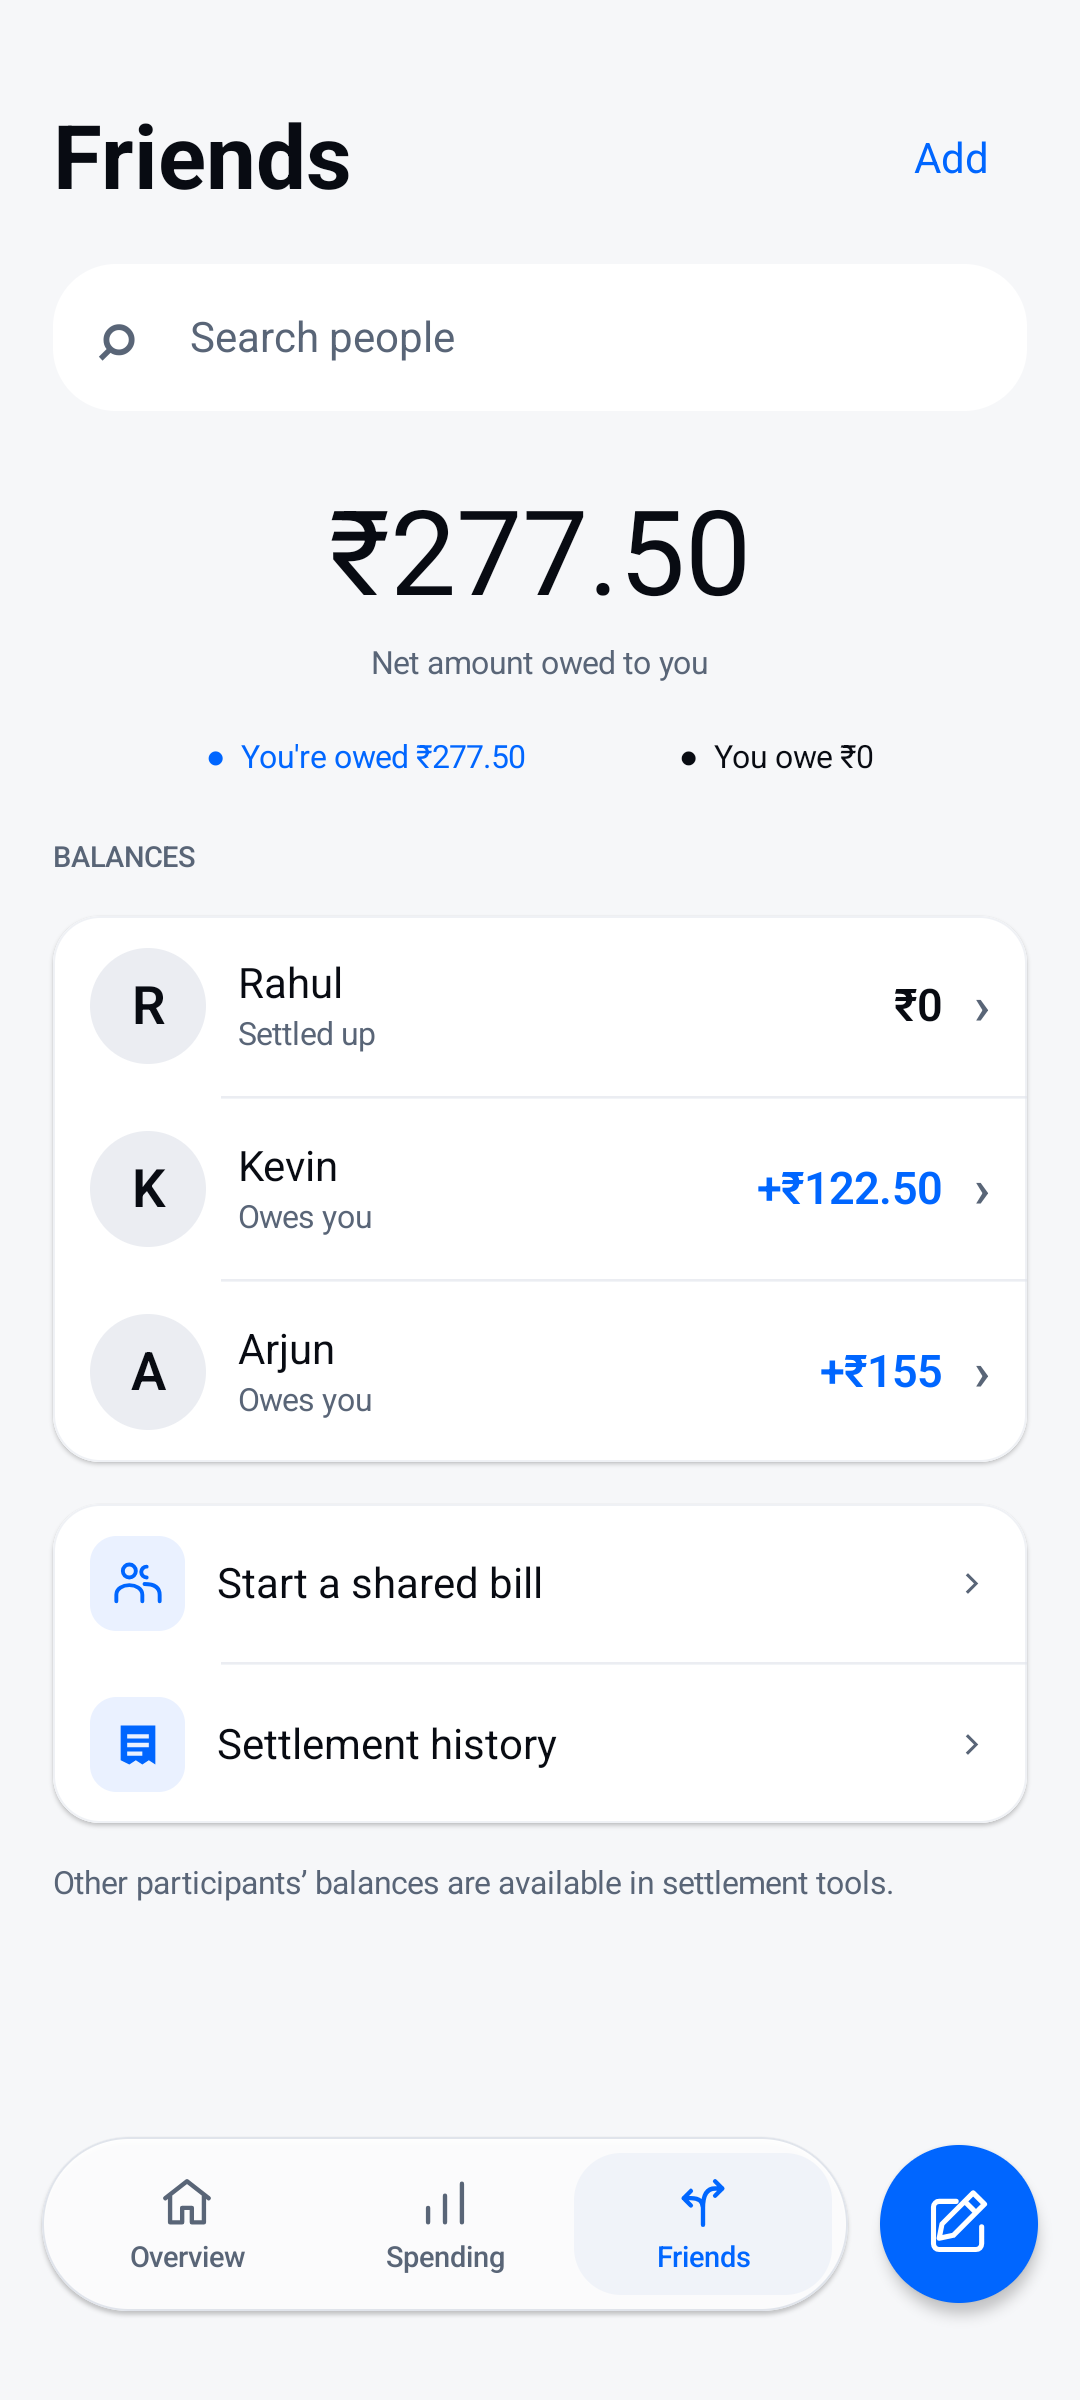 Friends
Add
Search people
₹277.50
Net amount owed to you
You're owed ₹277.50
You owe ₹0
BALANCES
R
Rahul
Settled up
₹0
K
Kevin
Owes you
+₹122.50
A
Arjun
Owes you
+₹155
Start a shared bill
Settlement history
Other participants’ balances are available in settlement tools.
Overview
Spending
Friends